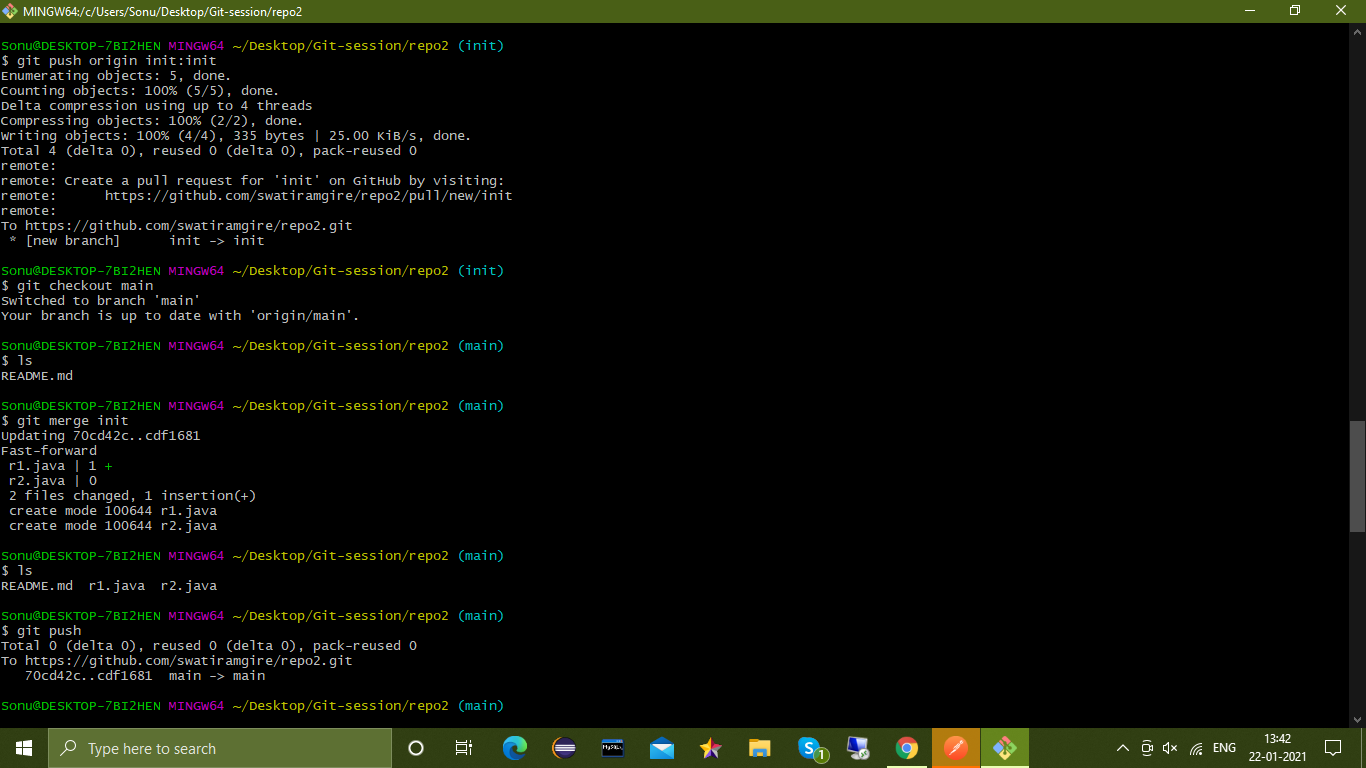 MINGW64:/c/Users/Sonu/Desktop/Git-session/repo2
Sonu@DESKTOP-7BI2HEN MINGW64 ~/Desktop/Git-session/repo2 (init)
$ git push origin init:init
Enumerating objects: 5, done.
Counting objects: 100% (5/5), done.
Delta compression using up to 4 threads
Compressing objects: 100% (2/2), done.
Writing objects: 100% (4/4), 335 bytes | 25.00 KiB/s, done.
Total 4 (delta 0), reused 0 (delta 0), pack-reused 0
remote:
remote: Create a pull request for 'init' on GitHub by visiting:
remote:      https://github.com/swatiramgire/repo2/pull/new/init
remote:
To https://github.com/swatiramgire/repo2.git
 * [new branch]      init -> init
Sonu@DESKTOP-7BI2HEN MINGW64 ~/Desktop/Git-session/repo2 (init)
$ git checkout main
Switched to branch 'main'
Your branch is up to date with 'origin/main'.
Sonu@DESKTOP-7BI2HEN MINGW64 ~/Desktop/Git-session/repo2 (main)
$ ls
README.md
Sonu@DESKTOP-7BI2HEN MINGW64 ~/Desktop/Git-session/repo2 (main)
$ git merge init
Updating 70cd42c..cdf1681
Fast-forward
 r1.java | 1 +
 r2.java | 0
 2 files changed, 1 insertion(+)
 create mode 100644 r1.java
 create mode 100644 r2.java
Sonu@DESKTOP-7BI2HEN MINGW64 ~/Desktop/Git-session/repo2 (main)
$ ls
README.md  r1.java  r2.java
Sonu@DESKTOP-7BI2HEN MINGW64 ~/Desktop/Git-session/repo2 (main)
$ git push
Total 0 (delta 0), reused 0 (delta 0), pack-reused 0
To https://github.com/swatiramgire/repo2.git
   70cd42c..cdf1681  main -> main
Sonu@DESKTOP-7BI2HEN MINGW64 ~/Desktop/Git-session/repo2 (main)
Type here to search
MySQL
S 1
ENG
13:42
22-01-2021